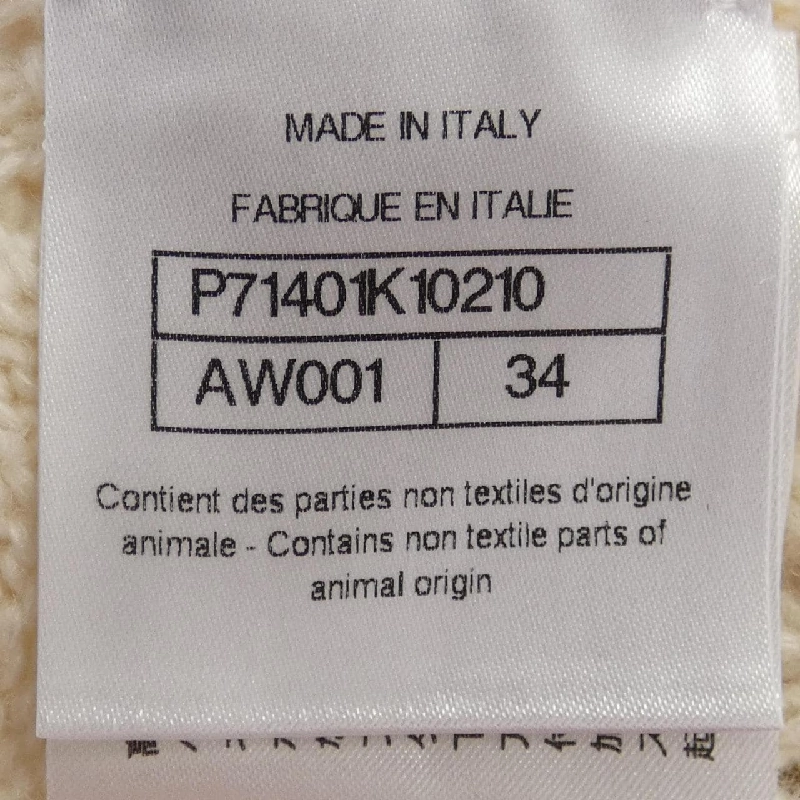 MADE IN ITALY
FABRIQUE EN ITALIE
P71401K10210
AW001 34
Contient des parties non textiles d'origine
animale - Contains non textile parts of
animal origin